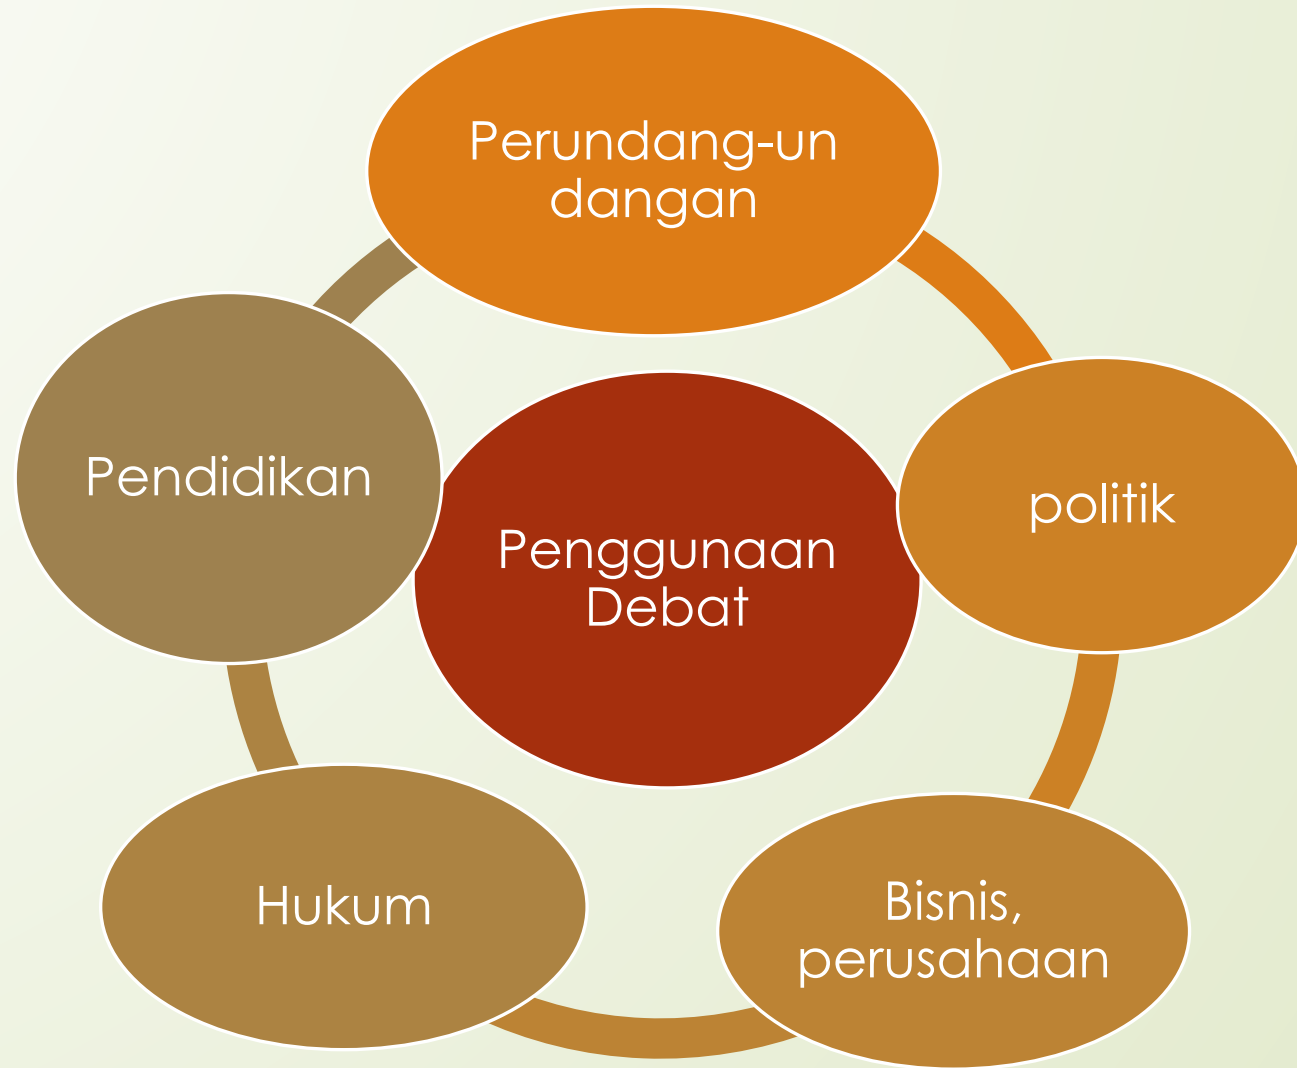 Perundang-un
dangan
Pendidikan
politik
Penggunaan
Debat
Hukum
Bisnis,
perusahaan